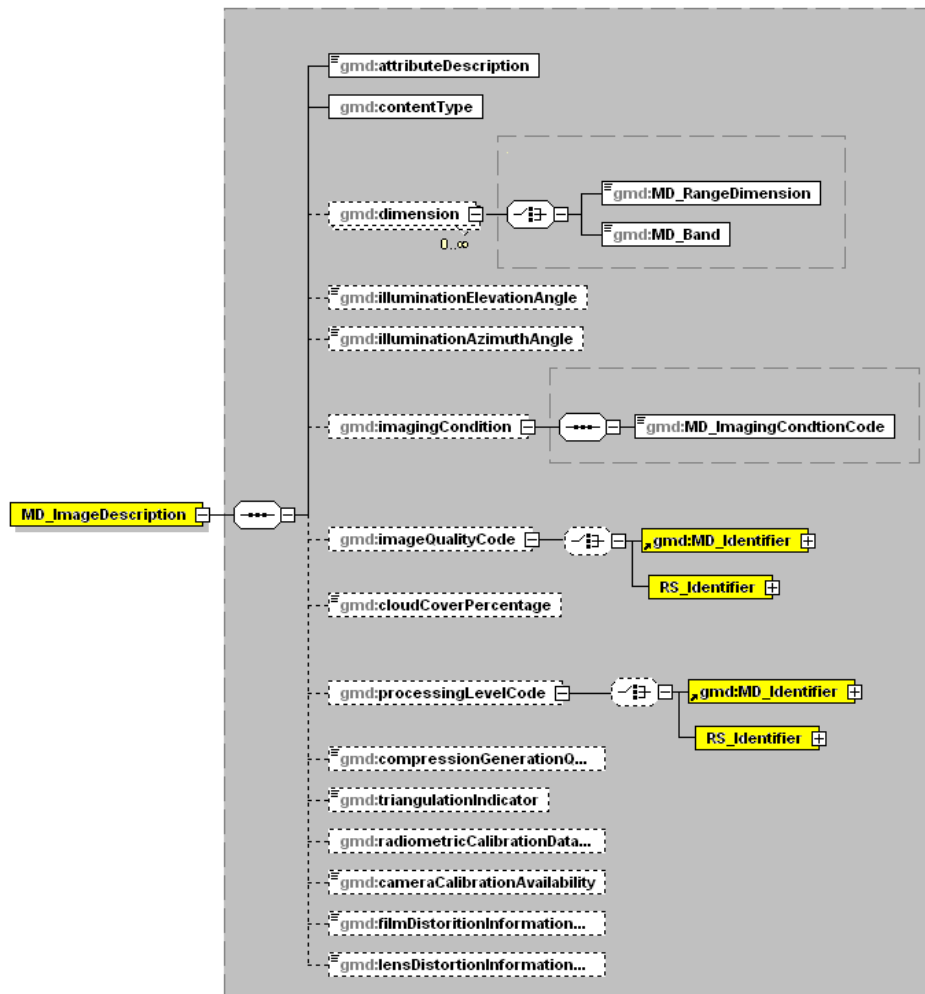 gmd:attributeDescription
gmd:contentType
gmd:dimension
0..∞
gmd:MD_RangeDimension
gmd:MD_Band
gmd:illuminationElevationAngle
gmd:illuminationAzimuthAngle
gmd:imagingCondition
gmd:MD_ImagingCondtionCode
MD_ImageDescription
gmd:imageQualityCode
gmd:MD_Identifier
RS_Identifier
gmd:cloudCoverPercentage
gmd:processingLevelCode
gmd:MD_Identifier
RS_Identifier
gmd:compressionGenerationQ...
gmd:triangulationIndicator
gmd:radiometricCalibrationData...
gmd:cameraCalibrationAvailability
gmd:filmDistoritionInformation...
gmd:lensDistortionInformation...